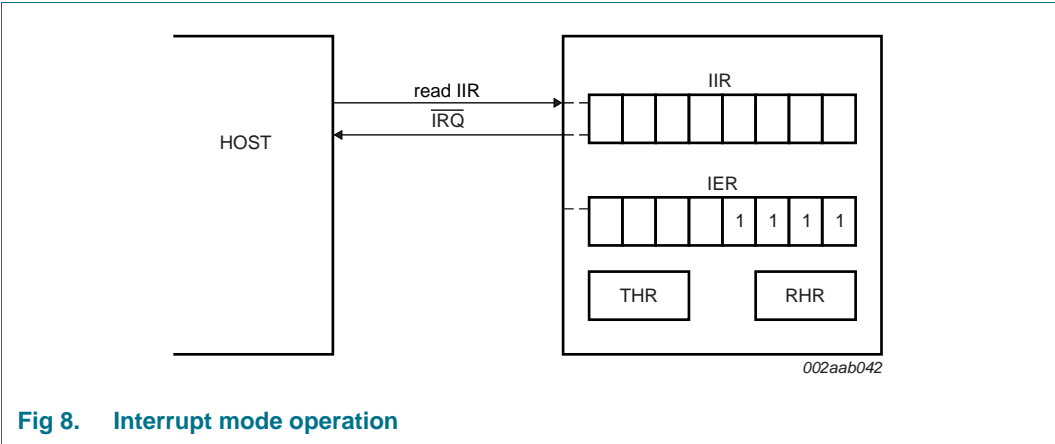 IIR
read IIR
IRQ
HOST
IER
1 1 1 1
THR RHR
002aab042
Fig 8. Interrupt mode operation